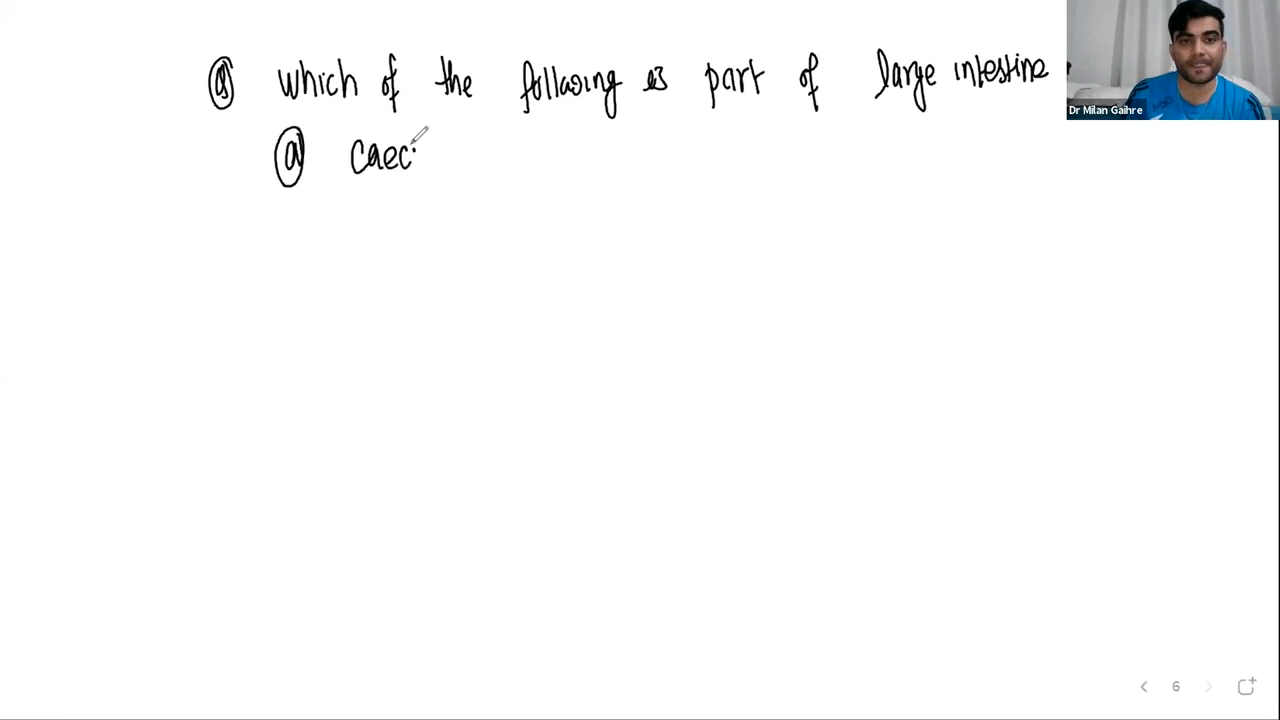 Q Which of the following is part of large intestine
a caec
Dr Milan Gaihre
6